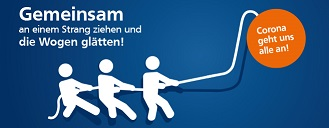 Gemeinsam
an einem Strang ziehen und
die Wogen glätten!
Corona
geht uns
alle an!